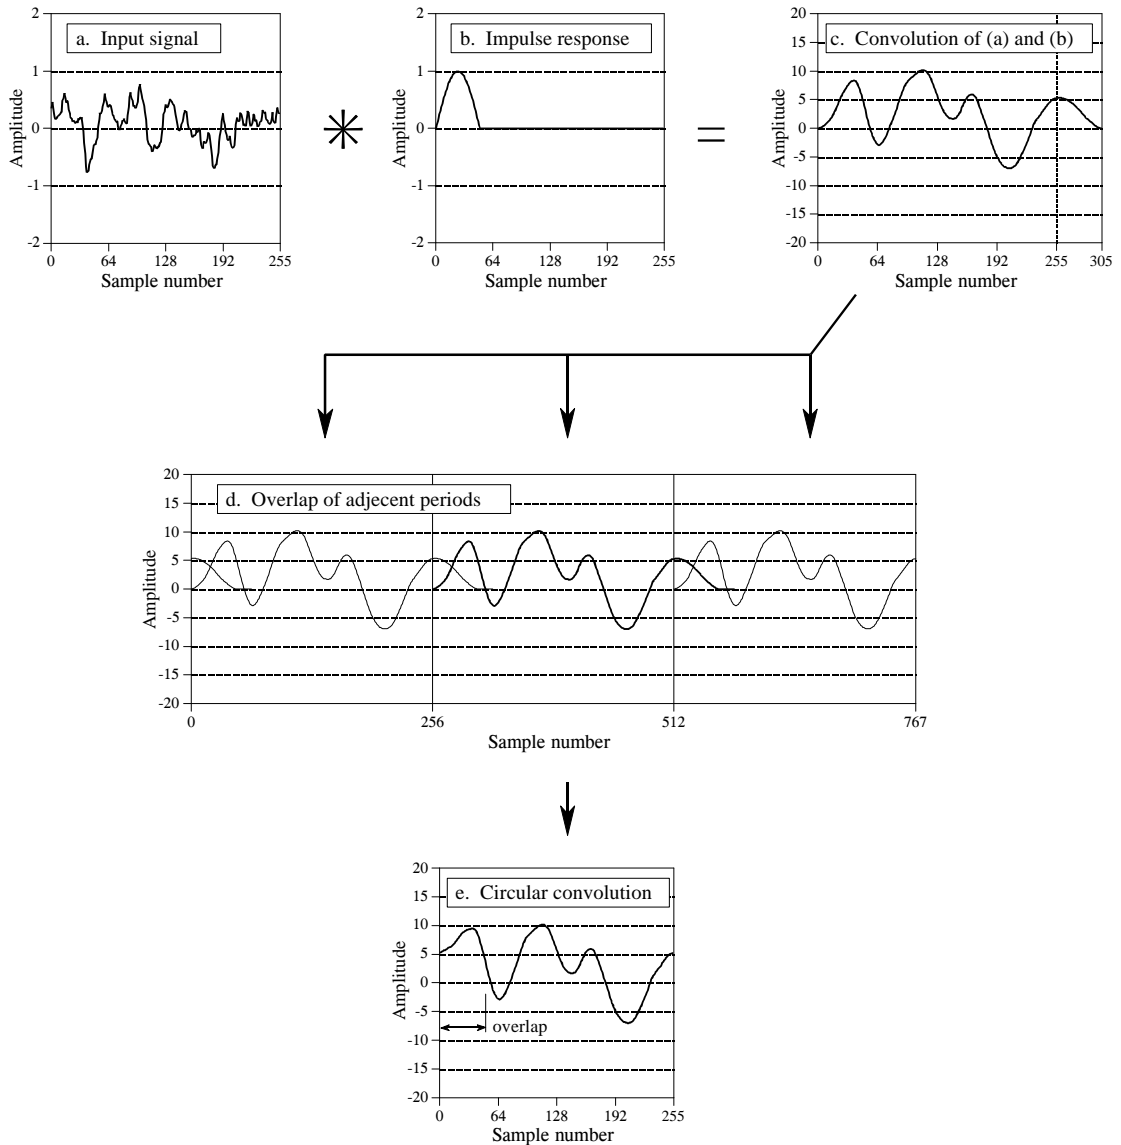 a. Input signal
2
1
0
-1
-2
Amplitude
0 64 128 192 255
Sample number
b. Impulse response
2
1
0
-1
-2
Amplitude
0 64 128 192 255
Sample number
=
c. Convolution of (a) and (b)
20
15
10
5
0
-5
-10
-15
-20
Amplitude
0 64 128 192 255 305
Sample number
d. Overlap of adjecent periods
20
15
10
5
0
-5
-10
-15
-20
Amplitude
0 256 512 767
Sample number
e. Circular convolution
20
15
10
5
0
-5
-10
-15
-20
Amplitude
overlap
0 64 128 192 255
Sample number